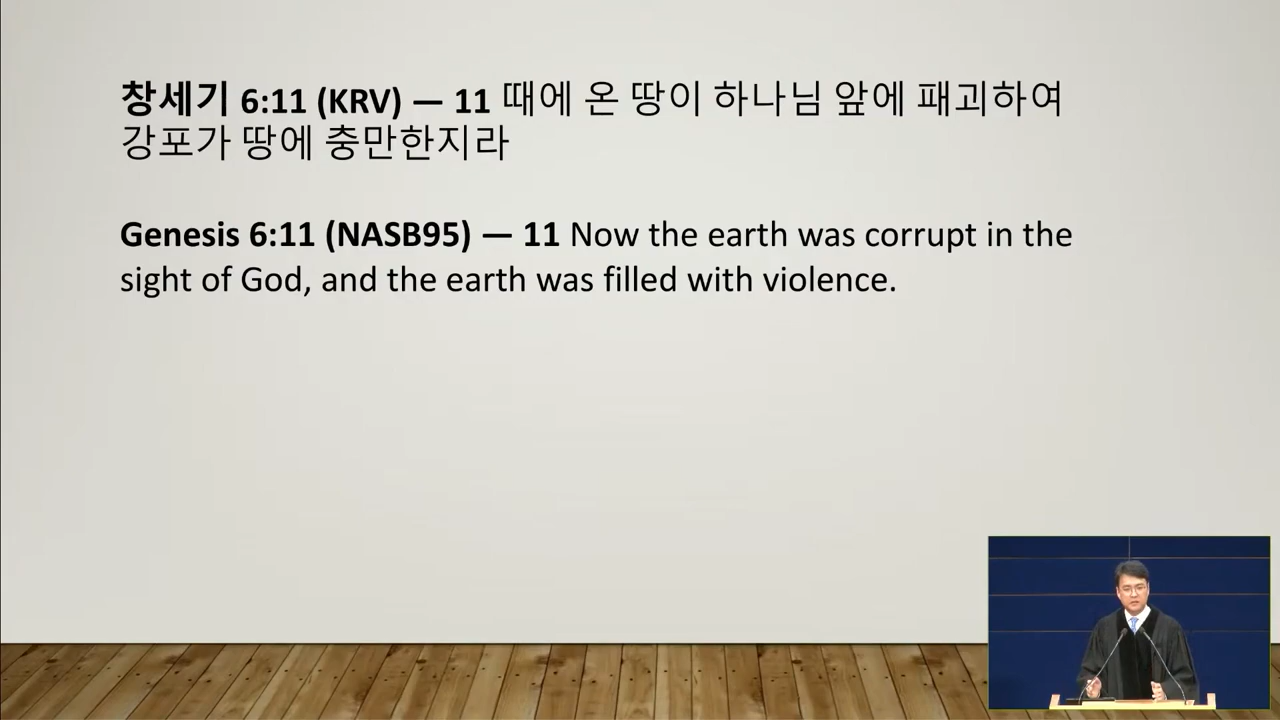 창세기 6:11 (KRV) — 11 때에 온 땅이 하나님 앞에 패괴하여
강포가 땅에 충만한지라
Genesis 6:11 (NASB95) — 11 Now the earth was corrupt in the
sight of God, and the earth was filled with violence.